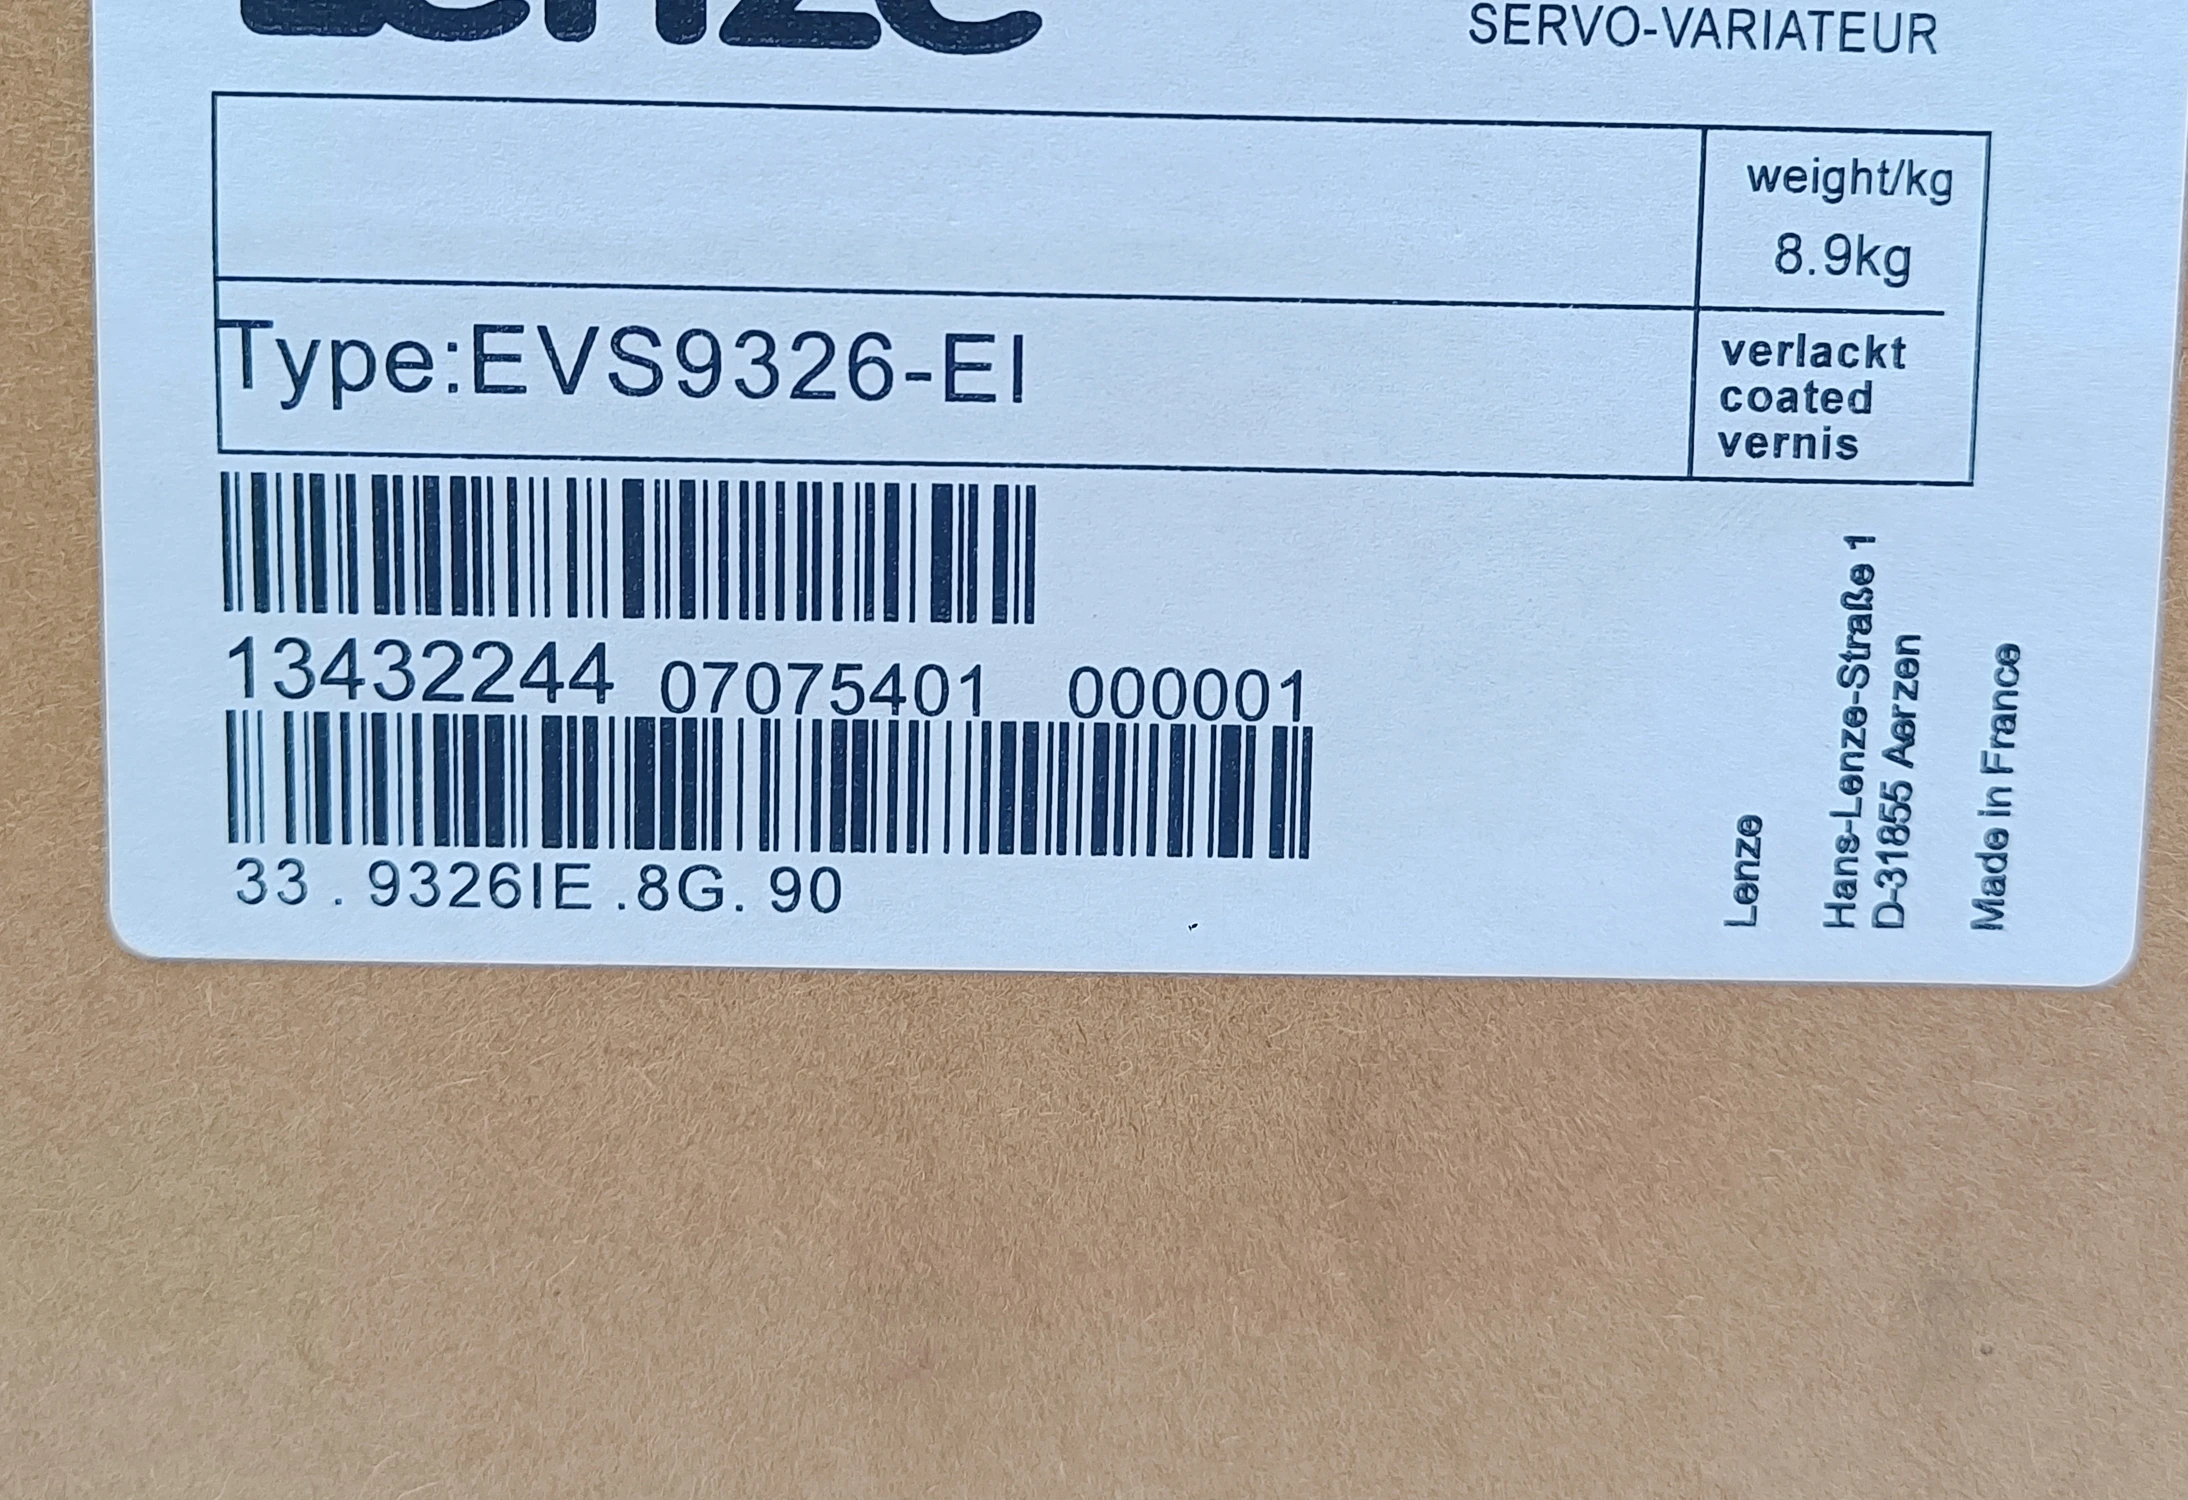 Lenze
SERVO-VARIATEUR
weight/kg
8.9kg
Type:EVS9326-EI
verlackt
coated
vernis
13432244 07075401 000001
33.9326IE.8G.90
Lenze
Hans-Lenze-Straße 1
D-31855 Aerzen
Made in France